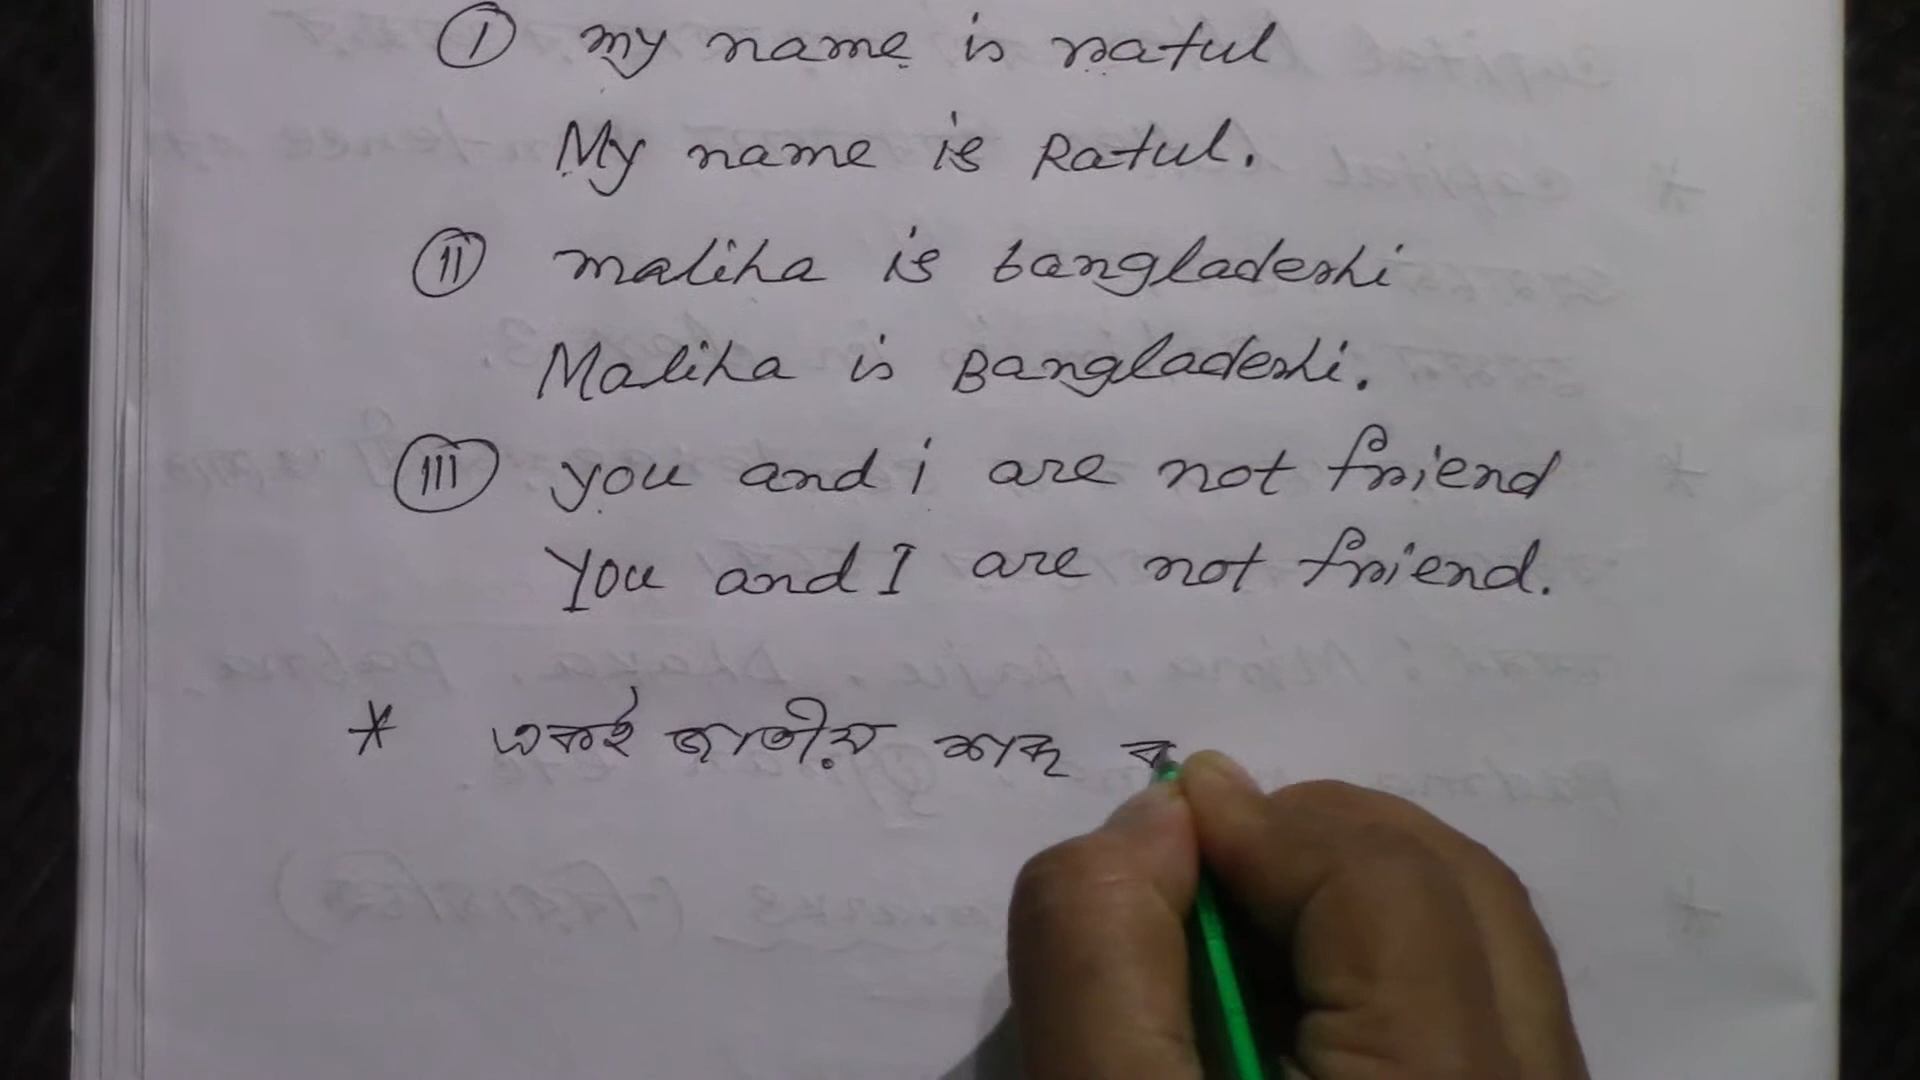 (i) my name is ratul
My name is Ratul.
(ii) maliha is bangladeshi
Maliha is Bangladeshi.
(iii) you and i are not friend
You and I are not friend.
* একই জাতীয় শব্দ ব